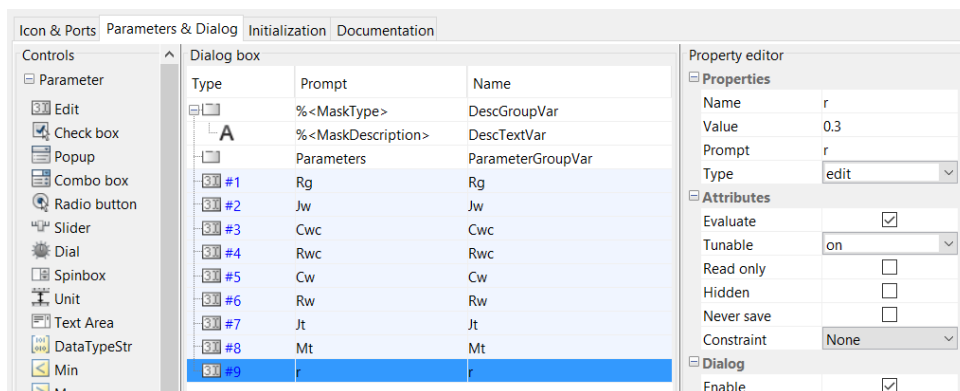 Icon & Ports Parameters & Dialog Initialization Documentation
Controls
Parameter
Edit
Check box
Popup
Combo box
Radio button
Slider
Dial
Spinbox
Unit
Text Area
DataTypeStr
Min
Dialog box
Type Prompt Name
%<MaskType> DescGroupVar
A %<MaskDescription> DescTextVar
Parameters ParameterGroupVar
#1 Rg Rg
#2 Jw Jw
#3 Cwc Cwc
#4 Rwc Rwc
#5 Cw Cw
#6 Rw Rw
#7 Jt Jt
#8 Mt Mt
#9 r r
Property editor
Properties
Name r
Value 0.3
Prompt r
Type edit
Attributes
Evaluate
Tunable on
Read only
Hidden
Never save
Constraint None
Dialog
Enable